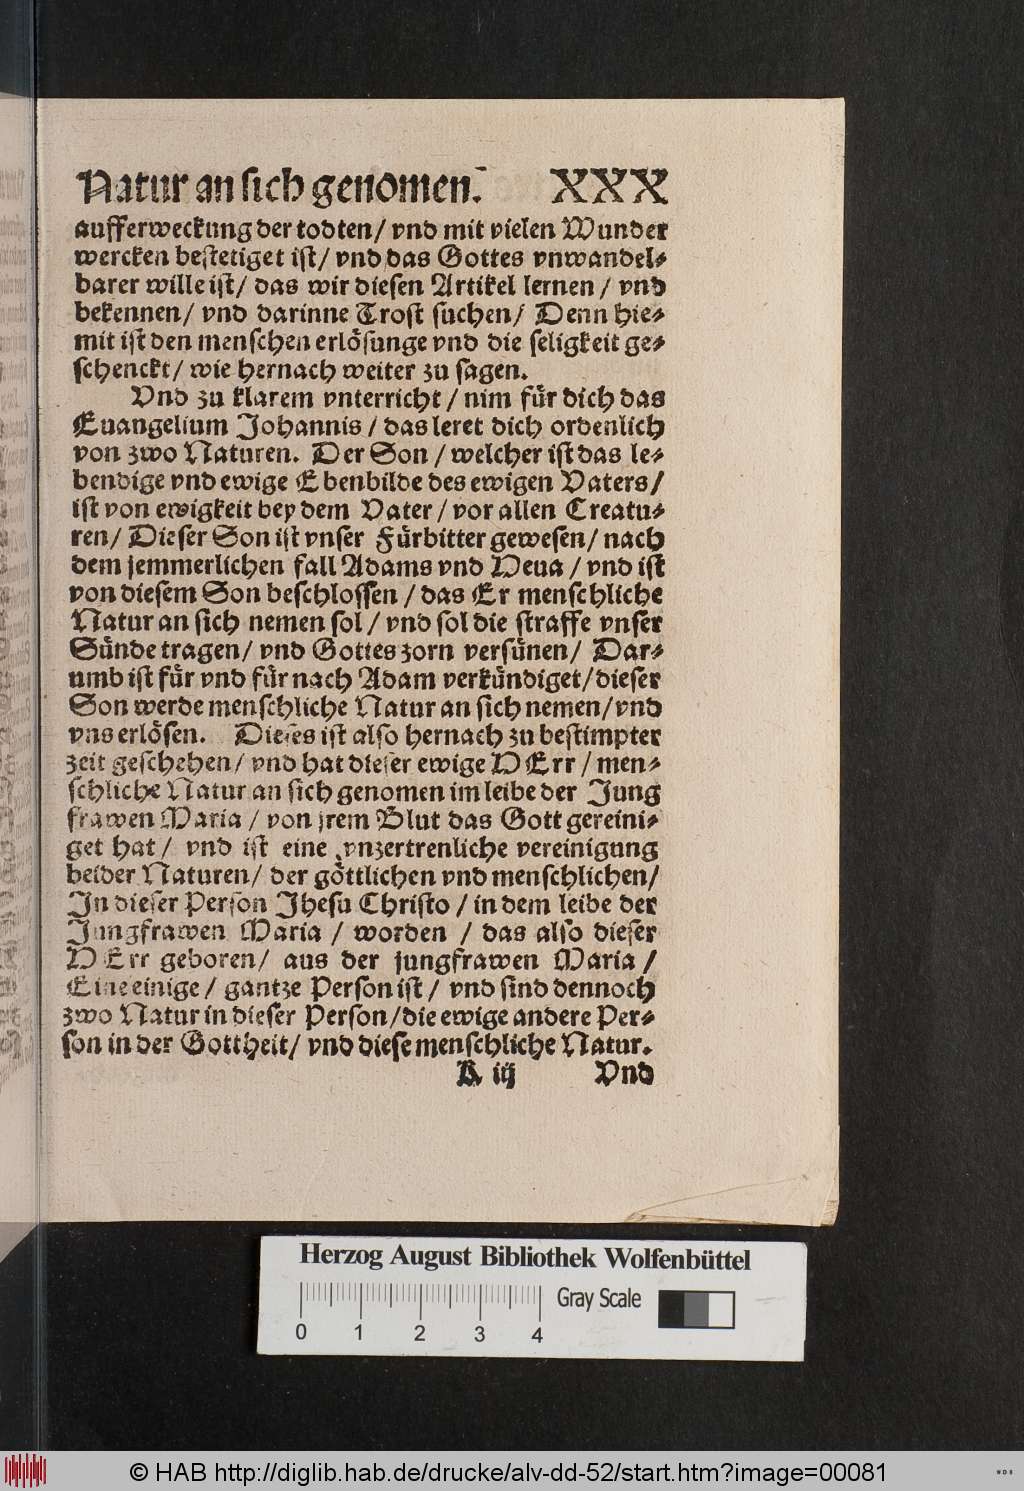 Natur an sich genomen. XXX
aufferweckung der todten/ vnd mit vielen Wunder
wercken bestetiget ist/ vnd das Gottes vnwandel-
barer wille ist/ das wir diesen Artikel lernen / vnd
bekennen/ vnd darinne Trost suchen/ Denn hie-
mit ist den menschen erlösunge vnd die seligkeit ge-
schenckt/ wie hernach weiter zu sagen.
Vnd zu klarem vnterricht / nim für dich das
Euangelium Johannis / das leret dich ordenlich
von zwo Naturen. Der Son / welcher ist das le-
bendige vnd ewige Ebenbilde des ewigen Vaters/
ist von ewigkeit bey dem Vater / vor allen Creatu-
ren/ Dieser Son ist vnser Fürbitter gewesen/ nach
dem jemmerlichen fall Adams vnd Heua / vnd ist
von diesem Son beschlossen / das Er menschliche
Natur an sich nemen sol / vnd sol die straffe vnser
Sünde tragen/ vnd Gottes zorn versünen/ Dar-
umb ist für vnd für nach Adam verkündiget/ dieser
Son werde menschliche Natur an sich nemen/ vnd
vns erlösen. Dieses ist also hernach zu bestimpter
zeit geschehen/ vnd hat dieser ewige HErr / men-
schliche Natur an sich genomen im leibe der Jung
frawen Maria / von jrem Blut das Gott gereini-
get hat / vnd ist eine vnzertrenliche vereinigung
beider Naturen/ der göttlichen vnd menschlichen/
In dieser Person Jhesu Christo / in dem leibe der
Jungfrawen Maria / worden / das also dieser
HErr geboren/ aus der jungfrawen Maria /
Eine einige / gantze Person ist / vnd sind dennoch
zwo Natur in dieser Person/ die ewige andere Per-
son in der Gottheit/ vnd diese menschliche Natur.
K iij Vnd
Herzog August Bibliothek Wolfenbüttel
Gray Scale
0 1 2 3 4
© HAB http://diglib.hab.de/drucke/alv-dd-52/start.htm?image=00081